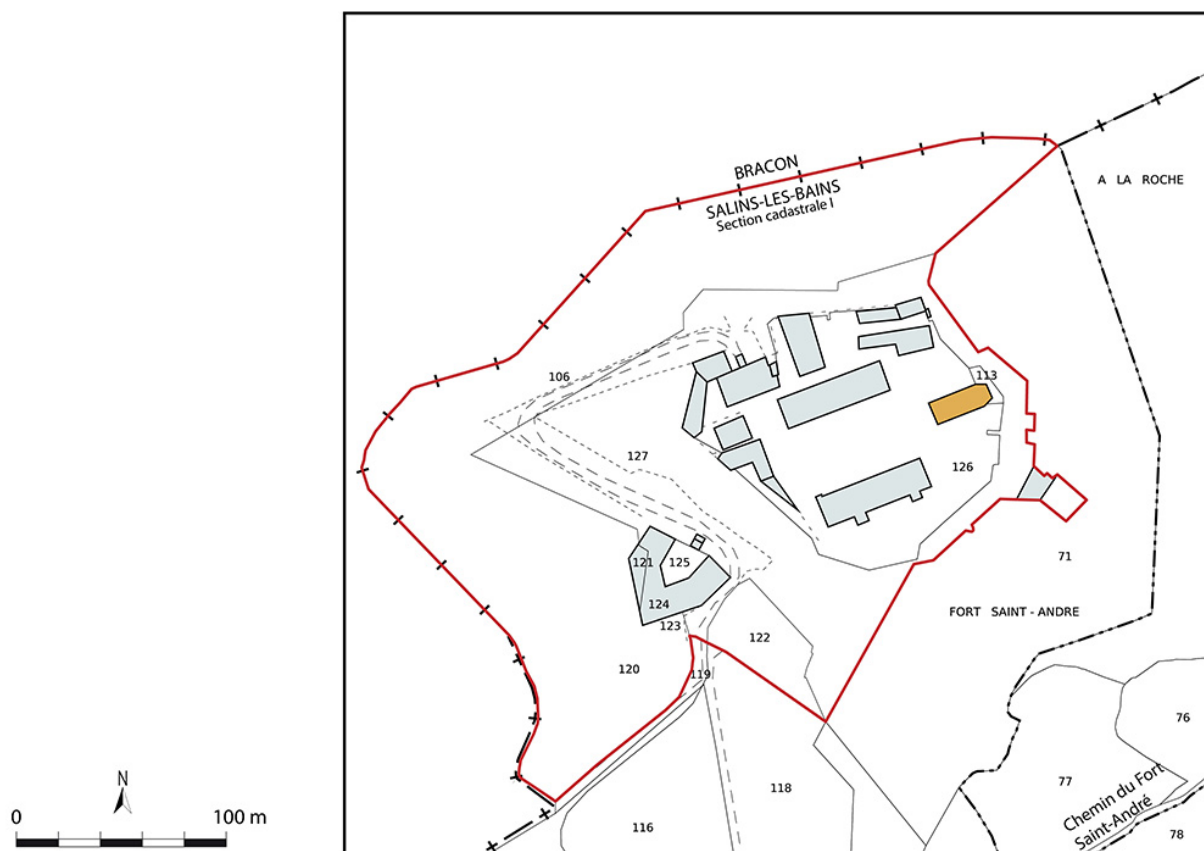 BRACON
SALINS-LES-BAINS
Section cadastrale I
A LA ROCHE
106
113
127
126
121
125
71
124
FORT SAINT-ANDRE
123
122
120
119
76
77
118
Chemin du Fort
Saint-André
116
78
N
0 100 m